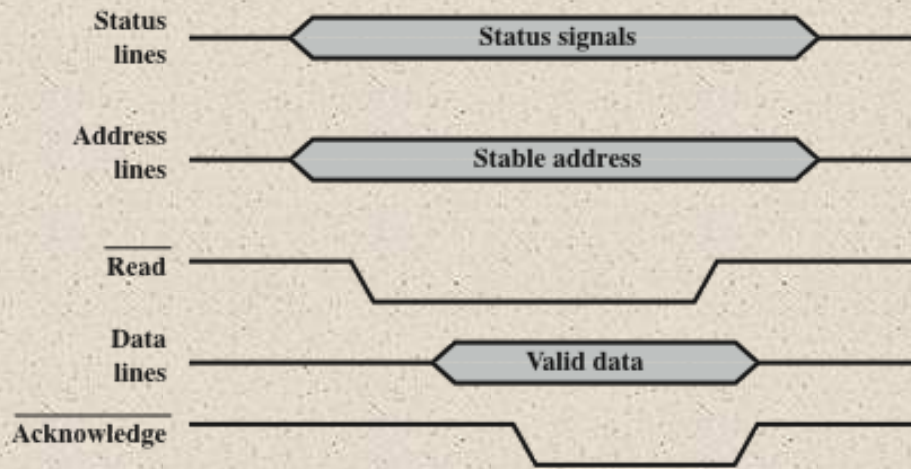 Status
lines
Status signals
Address
lines
Stable address
Read
Data
lines
Valid data
Acknowledge